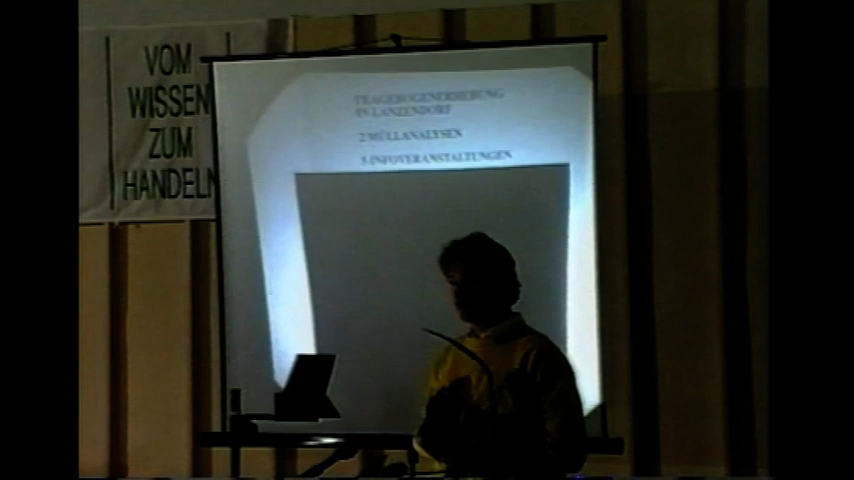 VOM
WISSEN
ZUM
HANDELN
FRAGEBOGENERHEBUNG
IN LANZENDORF
2 MÜLLANALYSEN
5 INFOVERANSTALTUNGEN